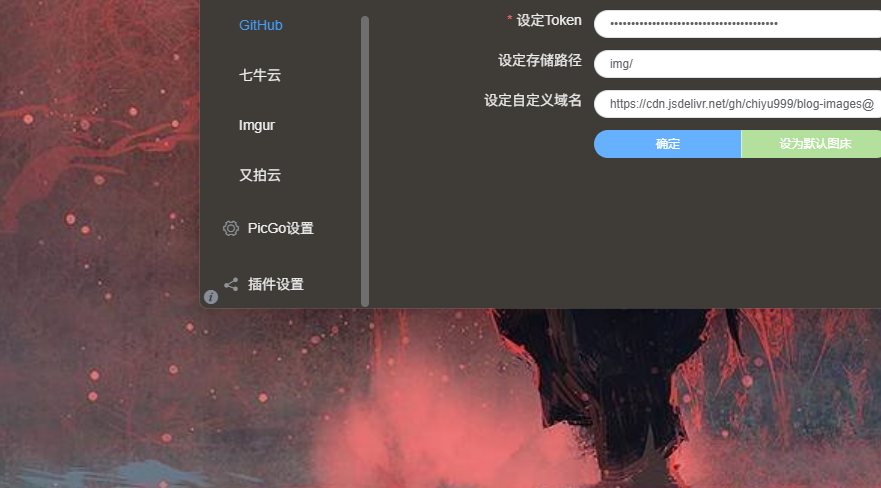 GitHub
七牛云
Imgur
又拍云
PicGo设置
插件设置
* 设定Token
••••••••••••••••••••••••••••••••••••••••
设定存储路径
img/
设定自定义域名
https://cdn.jsdelivr.net/gh/chiyu999/blog-images@
确定
设为默认图床